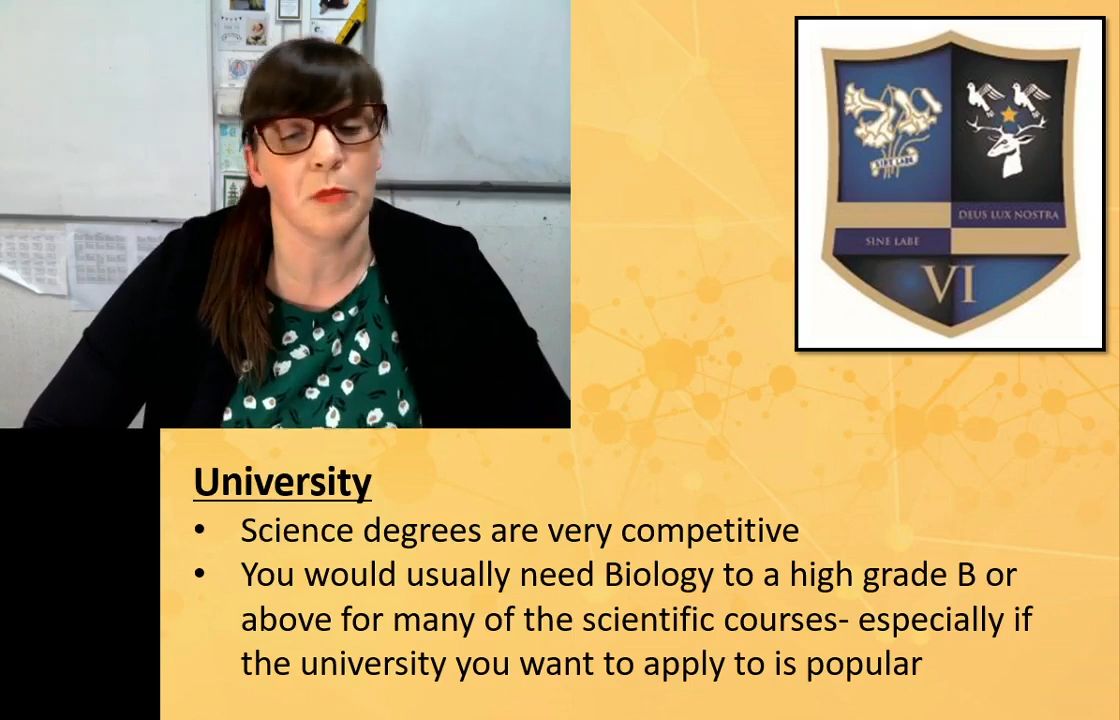 SINE LABE
DEUS LUX NOSTRA
SINE LABE
VI
University
• Science degrees are very competitive
• You would usually need Biology to a high grade B or
above for many of the scientific courses- especially if
the university you want to apply to is popular